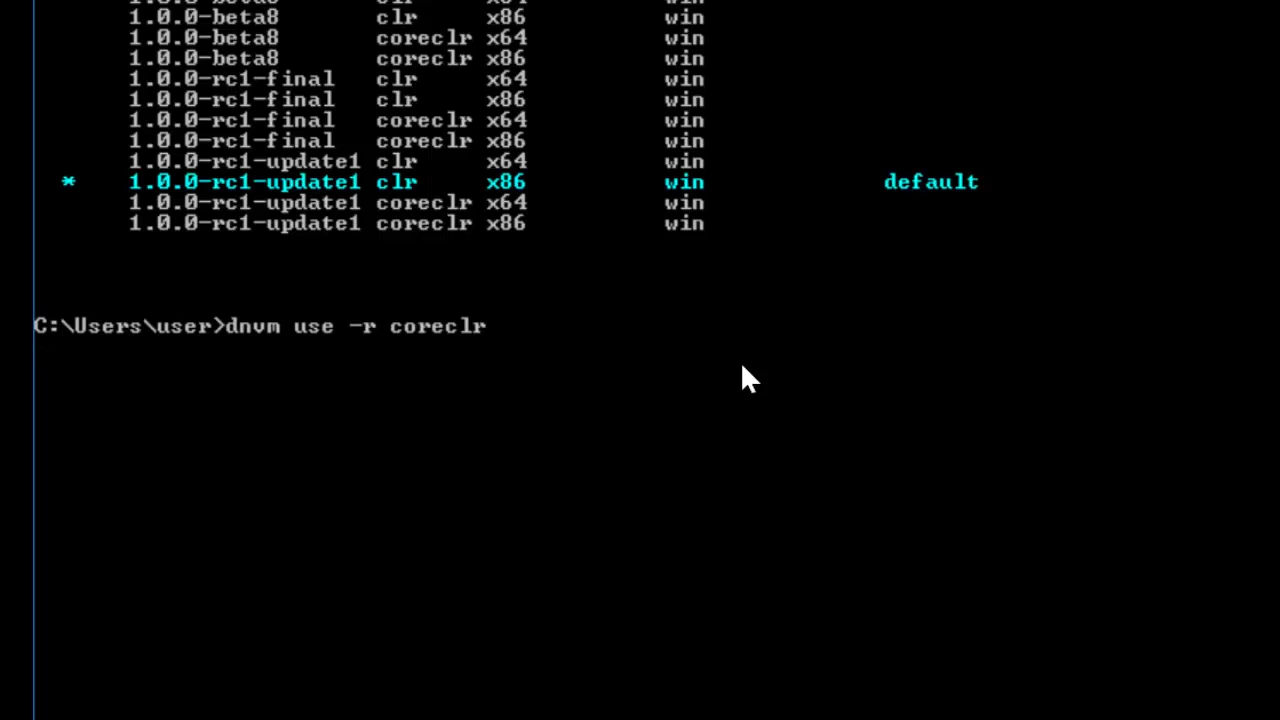 1.0.0-beta8 clr x86 win
1.0.0-beta8 coreclr x64 win
1.0.0-beta8 coreclr x86 win
1.0.0-rc1-final clr x64 win
1.0.0-rc1-final clr x86 win
1.0.0-rc1-final coreclr x64 win
1.0.0-rc1-final coreclr x86 win
1.0.0-rc1-update1 clr x64 win
* 1.0.0-rc1-update1 clr x86 win default
1.0.0-rc1-update1 coreclr x64 win
1.0.0-rc1-update1 coreclr x86 win
C:\Users\user>dnvm use -r coreclr